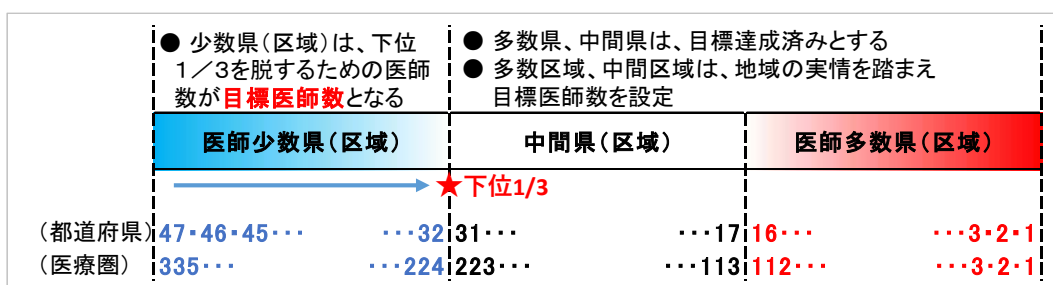 ● 少数県(区域)は、下位
1/3を脱するための医師
数が目標医師数となる
● 多数県、中間県は、目標達成済みとする
● 多数区域、中間区域は、地域の実情を踏まえ
目標医師数を設定
医師少数県(区域) 中間県(区域) 医師多数県(区域)
★下位1/3
(都道府県) 47・46・45・・・ ・・・32 31・・・ ・・・17 16・・・ ・・・3・2・1
(医療圏) 335・・・ ・・・224 223・・・ ・・・113 112・・・ ・・・3・2・1